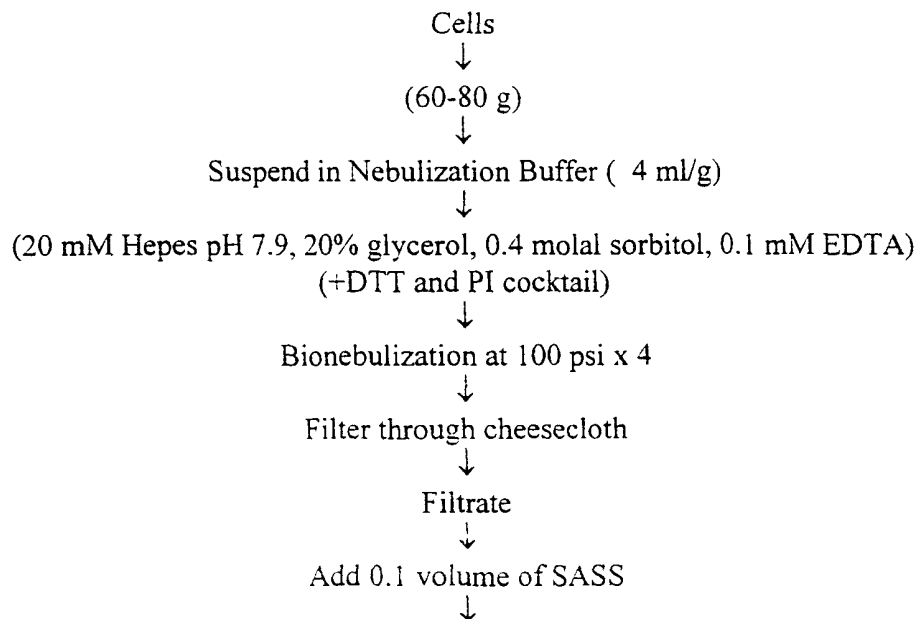 Cells
↓
(60-80 g)
↓
Suspend in Nebulization Buffer ( 4 ml/g)
↓
(20 mM Hepes pH 7.9, 20% glycerol, 0.4 molal sorbitol, 0.1 mM EDTA)
(+DTT and PI cocktail)
↓
Bionebulization at 100 psi x 4
↓
Filter through cheesecloth
↓
Filtrate
↓
Add 0.1 volume of SASS
↓